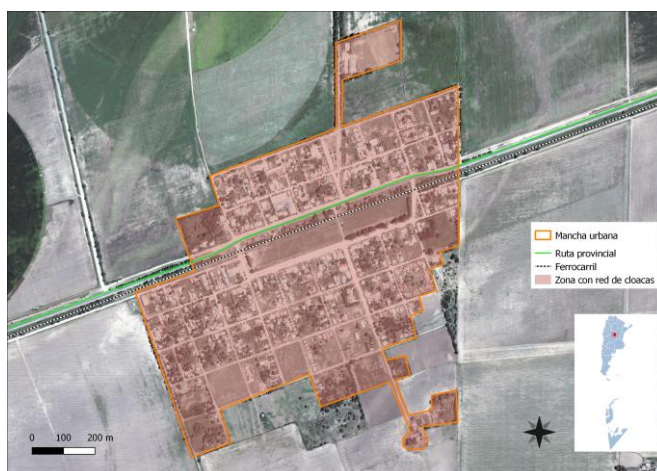 Mancha urbana
Ruta provincial
Ferrocarril
Zona con red de cloacas
0 100 200 m